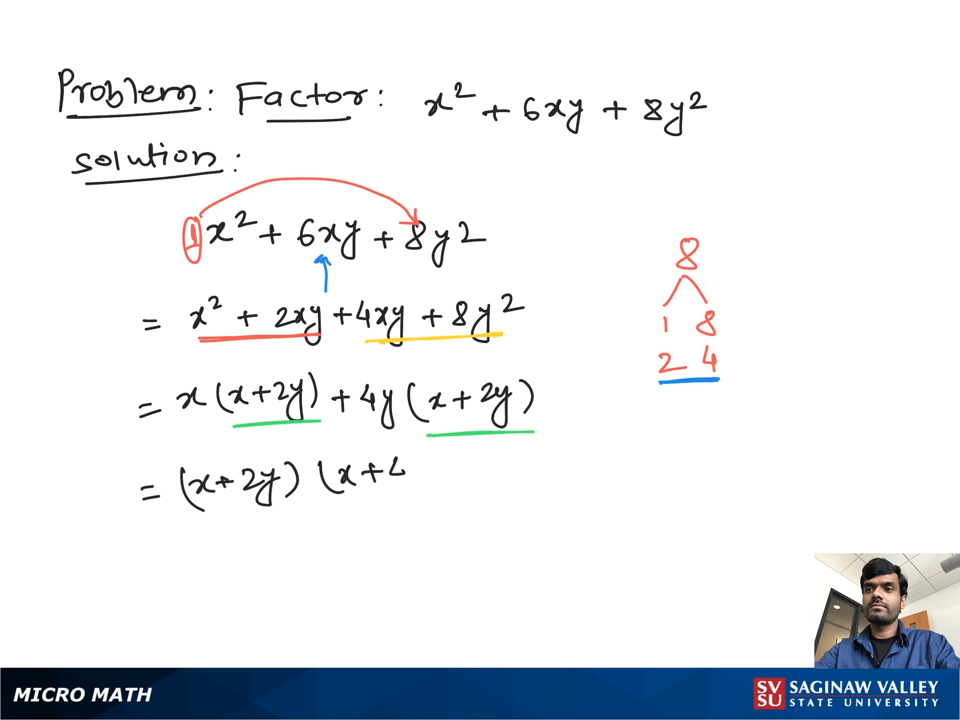 Problem: Factor: x² + 6xy + 8y²
Solution:
1x² + 6xy + 8y2
8
= x² + 2xy + 4xy + 8y²
1 8
2 4
= x (x+2y) + 4y (x+2y)
= (x+2y) (x+4
MICRO MATH
SV SU SAGINAW VALLEY
STATE UNIVERSITY